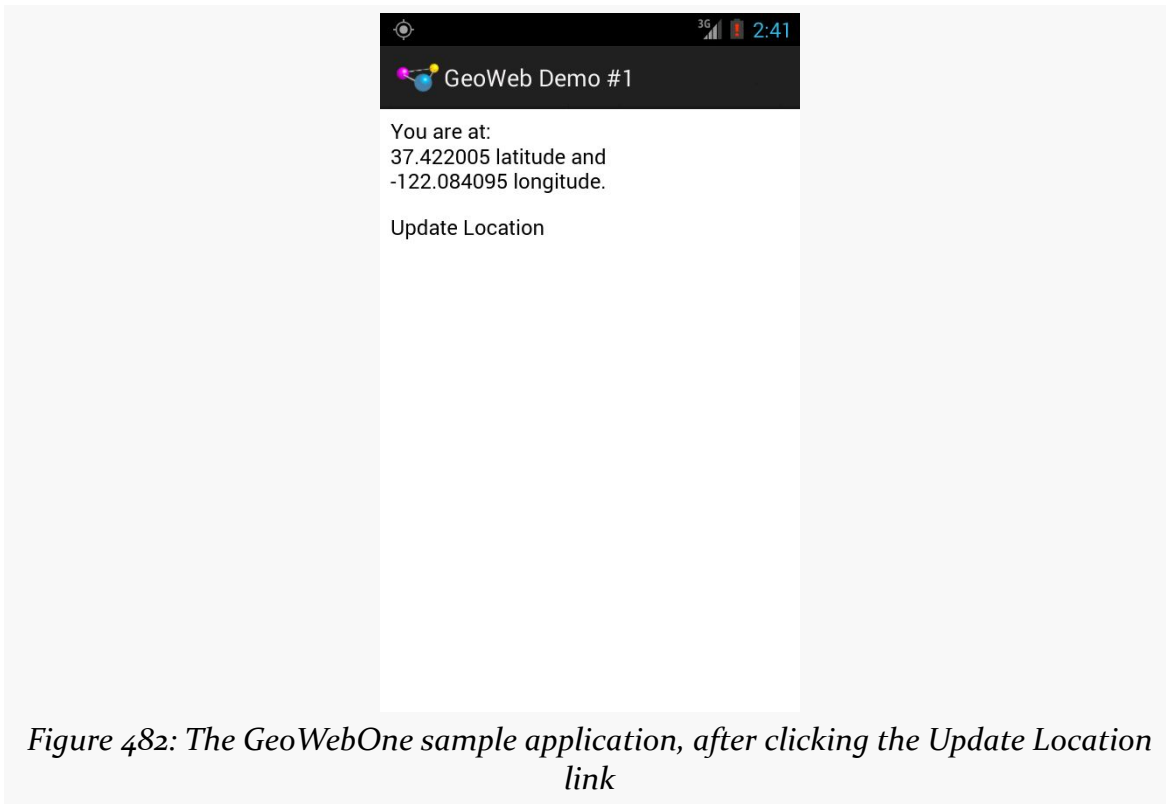 3G 2:41
GeoWeb Demo #1
You are at:
37.422005 latitude and
-122.084095 longitude.
Update Location
Figure 482: The GeoWebOne sample application, after clicking the Update Location
link